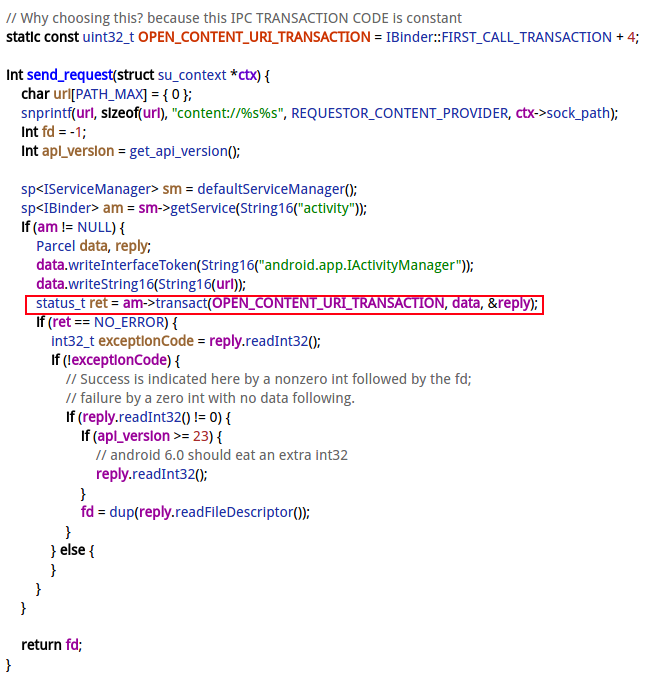 // Why choosing this? because this IPC TRANSACTION CODE is constant
static const uint32_t OPEN_CONTENT_URI_TRANSACTION = IBinder::FIRST_CALL_TRANSACTION + 4;

int send_request(struct su_context *ctx) {
    char url[PATH_MAX] = { 0 };
    snprintf(url, sizeof(url), "content://%s%s", REQUESTOR_CONTENT_PROVIDER, ctx->sock_path);
    int fd = -1;
    int api_version = get_api_version();

    sp<IServiceManager> sm = defaultServiceManager();
    sp<IBinder> am = sm->getService(String16("activity"));
    if (am != NULL) {
        Parcel data, reply;
        data.writeInterfaceToken(String16("android.app.IActivityManager"));
        data.writeString16(String16(url));
        status_t ret = am->transact(OPEN_CONTENT_URI_TRANSACTION, data, &reply);
        if (ret == NO_ERROR) {
            int32_t exceptionCode = reply.readInt32();
            if (!exceptionCode) {
                // Success is indicated here by a nonzero int followed by the fd;
                // failure by a zero int with no data following.
                if (reply.readInt32() != 0) {
                    if (api_version >= 23) {
                        // android 6.0 should eat an extra int32
                        reply.readInt32();
                    }
                    fd = dup(reply.readFileDescriptor());
                }
            } else {
            }
        }
    }

    return fd;
}